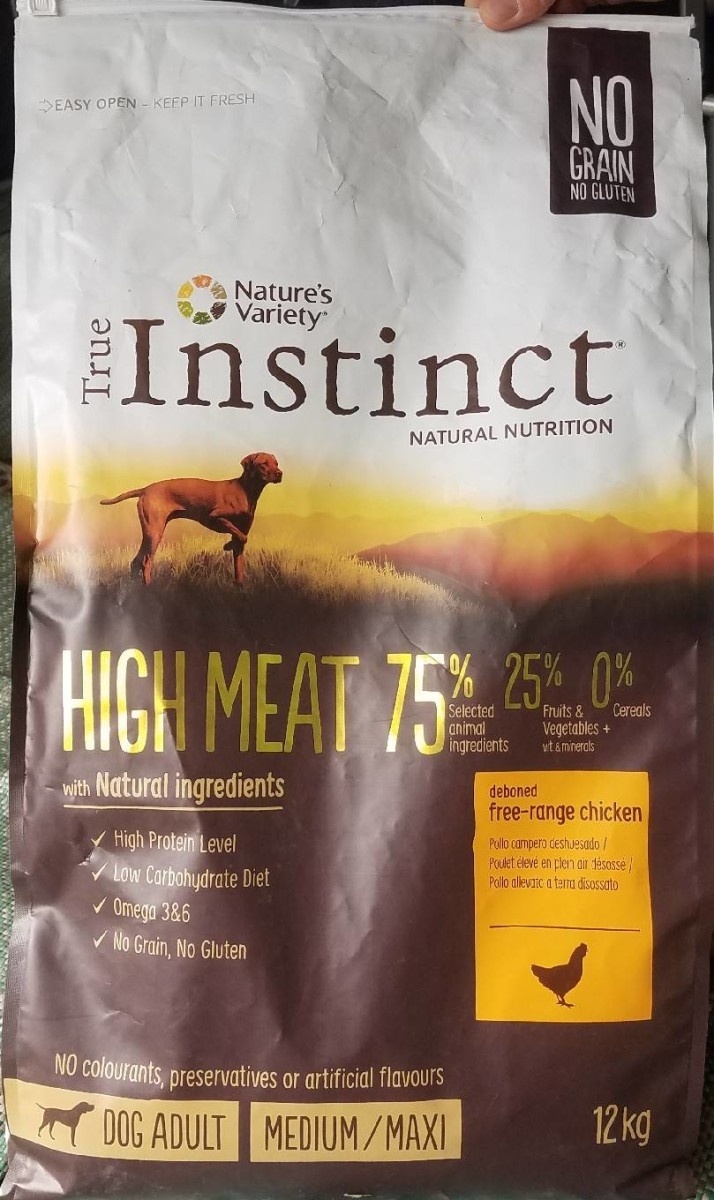 EASY OPEN - KEEP IT FRESH
NO
GRAIN
NO GLUTEN
Nature's
Variety
True
Instinct®
NATURAL NUTRITION
HIGH MEAT 75% 25% 0%
Selected
animal
ingredients
Fruits &
Vegetables +
vit & minerals
Cereals
with Natural ingredients
✓ High Protein Level
✓ Low Carbohydrate Diet
✓ Omega 3&6
✓ No Grain, No Gluten
deboned
free-range chicken
Pollo campero deshuesado /
Poulet élevé en plein air désossé /
Pollo allevato a terra disossato
NO colourants, preservatives or artificial flavours
DOG ADULT
MEDIUM/MAXI
12kg